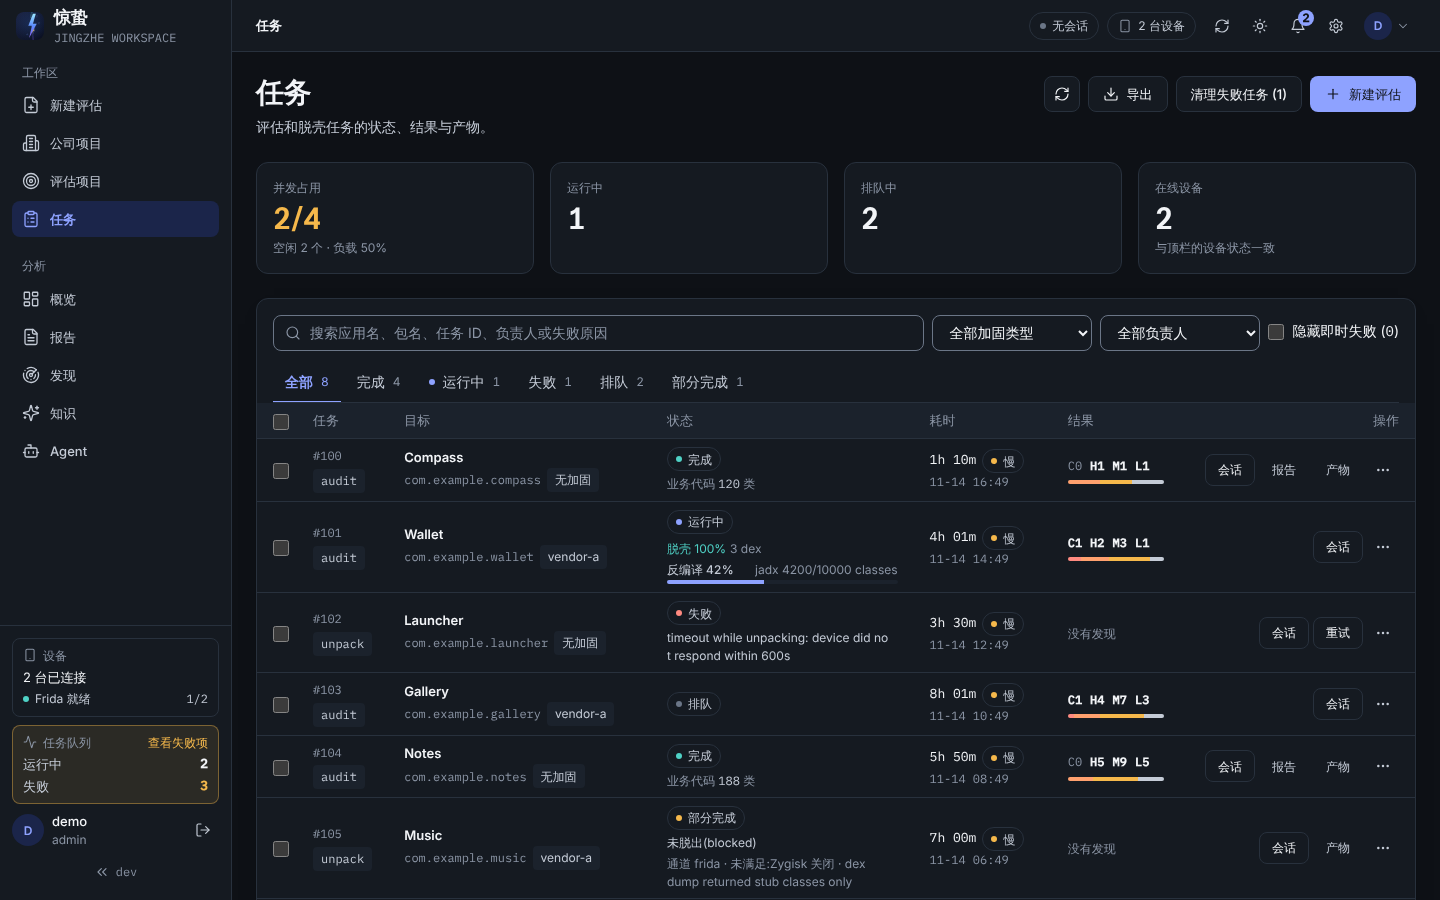 惊蛰
JINGZHE WORKSPACE
工作区
新建评估
公司项目
评估项目
任务
分析
概览
报告
发现
知识
Agent
设备
2 台已连接
Frida 就绪 1/2
任务队列 查看失败项
运行中 2
失败 3
D demo
admin
dev
任务
无会话 2 台设备 2 D
任务
评估和脱壳任务的状态、结果与产物。
导出 清理失败任务 (1) 新建评估
并发占用
2/4
空闲 2 个 · 负载 50%
运行中
1
排队中
2
在线设备
2
与顶栏的设备状态一致
搜索应用名、包名、任务 ID、负责人或失败原因 全部加固类型 全部负责人 隐藏即时失败 (0)
全部 8 完成 4 运行中 1 失败 1 排队 2 部分完成 1
任务 目标 状态 耗时 结果 操作
#100
audit
Compass
com.example.compass 无加固
完成
业务代码 120 类
1h 10m 慢
11-14 16:49
C0 H1 M1 L1
会话 报告 产物
#101
audit
Wallet
com.example.wallet vendor-a
运行中
脱壳 100% 3 dex
反编译 42% jadx 4200/10000 classes
4h 01m 慢
11-14 14:49
C1 H2 M3 L1
会话
#102
unpack
Launcher
com.example.launcher 无加固
失败
timeout while unpacking: device did no
t respond within 600s
3h 30m 慢
11-14 12:49
没有发现
会话 重试
#103
audit
Gallery
com.example.gallery vendor-a
排队
8h 01m 慢
11-14 10:49
C1 H4 M7 L3
会话
#104
audit
Notes
com.example.notes 无加固
完成
业务代码 188 类
5h 50m 慢
11-14 08:49
C0 H5 M9 L5
会话 报告 产物
#105
unpack
Music
com.example.music vendor-a
部分完成
未脱出(blocked)
通道 frida · 未满足:Zygisk 关闭 · dex
dump returned stub classes only
7h 00m 慢
11-14 06:49
没有发现
会话 产物